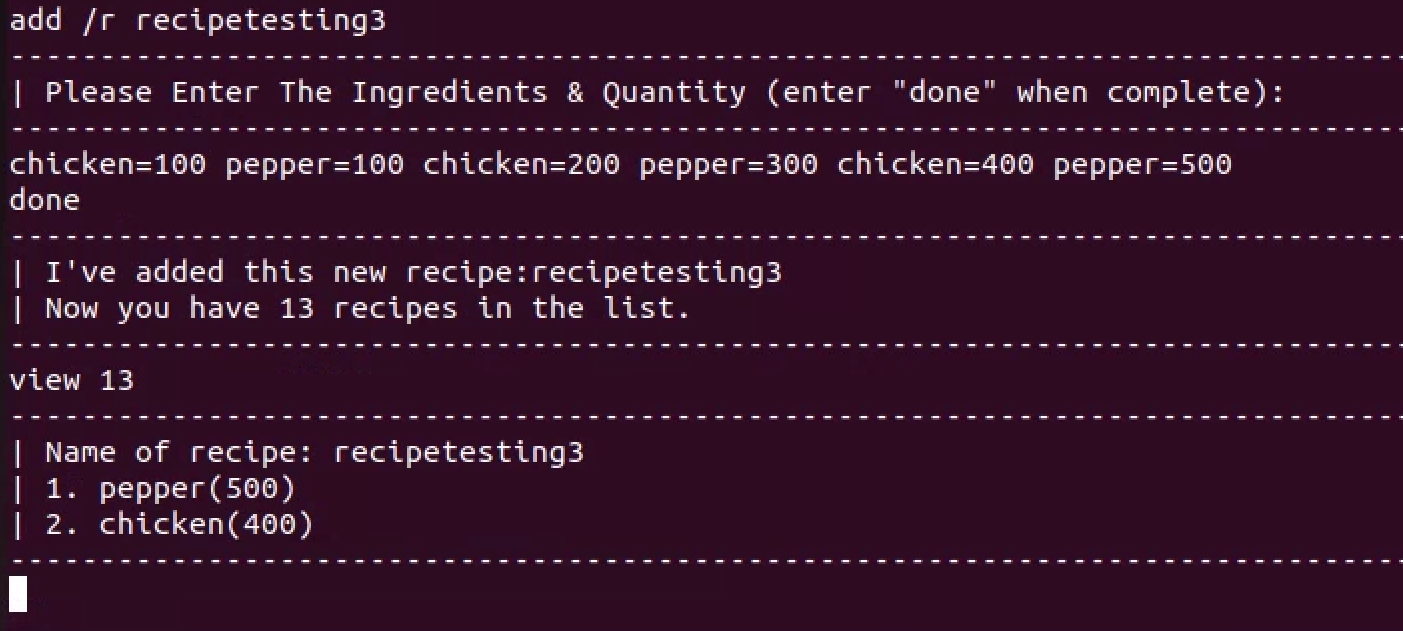 add /r recipetesting3
--------------------------------------------------------------------------------
| Please Enter The Ingredients & Quantity (enter "done" when complete):
--------------------------------------------------------------------------------
chicken=100 pepper=100 chicken=200 pepper=300 chicken=400 pepper=500
done
--------------------------------------------------------------------------------
| I've added this new recipe:recipetesting3
| Now you have 13 recipes in the list.
--------------------------------------------------------------------------------
view 13
--------------------------------------------------------------------------------
| Name of recipe: recipetesting3
| 1. pepper(500)
| 2. chicken(400)
--------------------------------------------------------------------------------